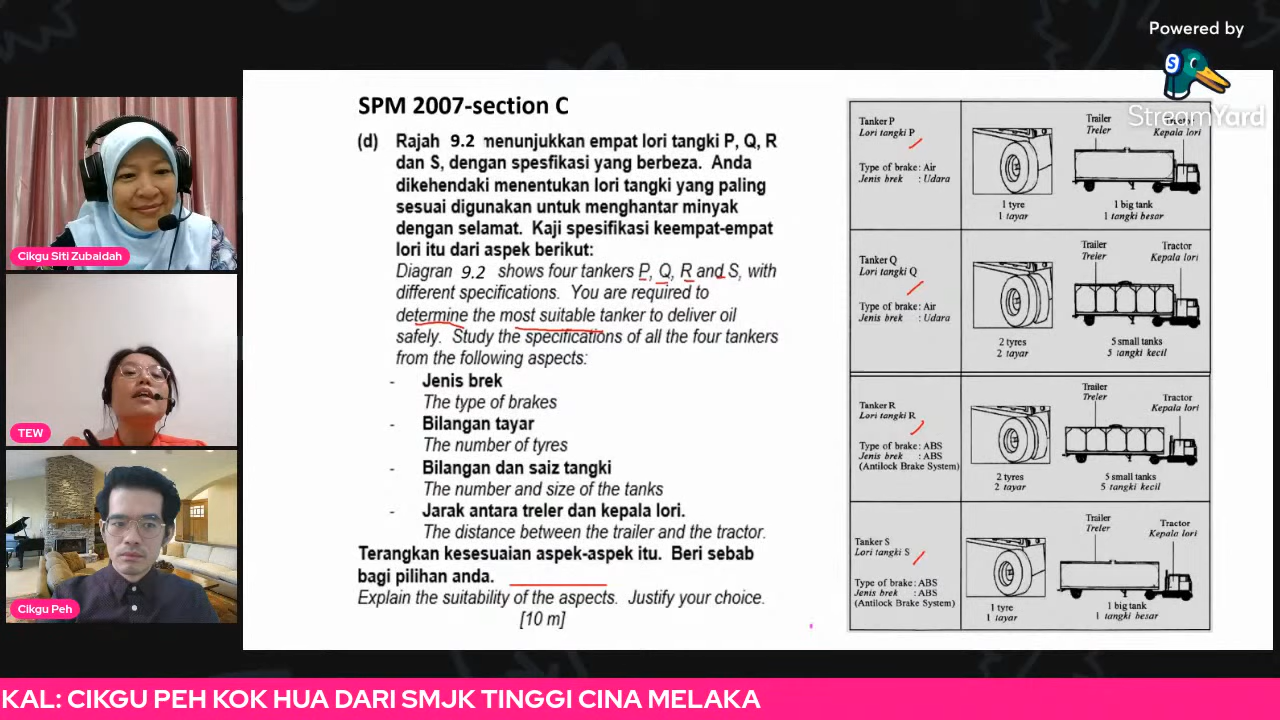 Powered by
StreamYard
SPM 2007-section C
(d) Rajah 9.2 menunjukkan empat lori tangki P, Q, R
dan S, dengan spesfikasi yang berbeza. Anda
dikehendaki menentukan lori tangki yang paling
sesuai digunakan untuk menghantar minyak
dengan selamat. Kaji spesifikasi keempat-empat
lori itu dari aspek berikut:
Diagran 9.2 shows four tankers P, Q, R and S, with
different specifications. You are required to
determine the most suitable tanker to deliver oil
safely. Study the specifications of all the four tankers
from the following aspects:
- Jenis brek
The type of brakes
- Bilangan tayar
The number of tyres
- Bilangan dan saiz tangki
The number and size of the tanks
- Jarak antara treler dan kepala lori.
The distance between the trailer and the tractor.
Terangkan kesesuaian aspek-aspek itu. Beri sebab
bagi pilihan anda.
Explain the suitability of the aspects. Justify your choice.
[10 m]
Tanker P
Lori tangki P
Type of brake : Air
Jenis brek : Udara
1 tyre
1 tayar
Trailer
Treler
Kepala lori
1 big tank
1 tangki besar
Tanker Q
Lori tangki Q
Type of brake : Air
Jenis brek : Udara
2 tyres
2 tayar
Trailer
Treler
Tractor
Kepala lori
5 small tanks
5 tangki kecil
Tanker R
Lori tangki R
Type of brake : ABS
Jenis brek : ABS
(Antilock Brake System)
2 tyres
2 tayar
Trailer
Treler
Tractor
Kepala lori
5 small tanks
5 tangki kecil
Tanker S
Lori tangki S
Type of brake : ABS
Jenis brek : ABS
(Antilock Brake System)
1 tyre
1 tayar
Trailer
Treler
Tractor
Kepala lori
1 big tank
1 tangki besar
Cikgu Siti Zubaidah
TEW
Cikgu Peh
KAL: CIKGU PEH KOK HUA DARI SMJK TINGGI CINA MELAKA